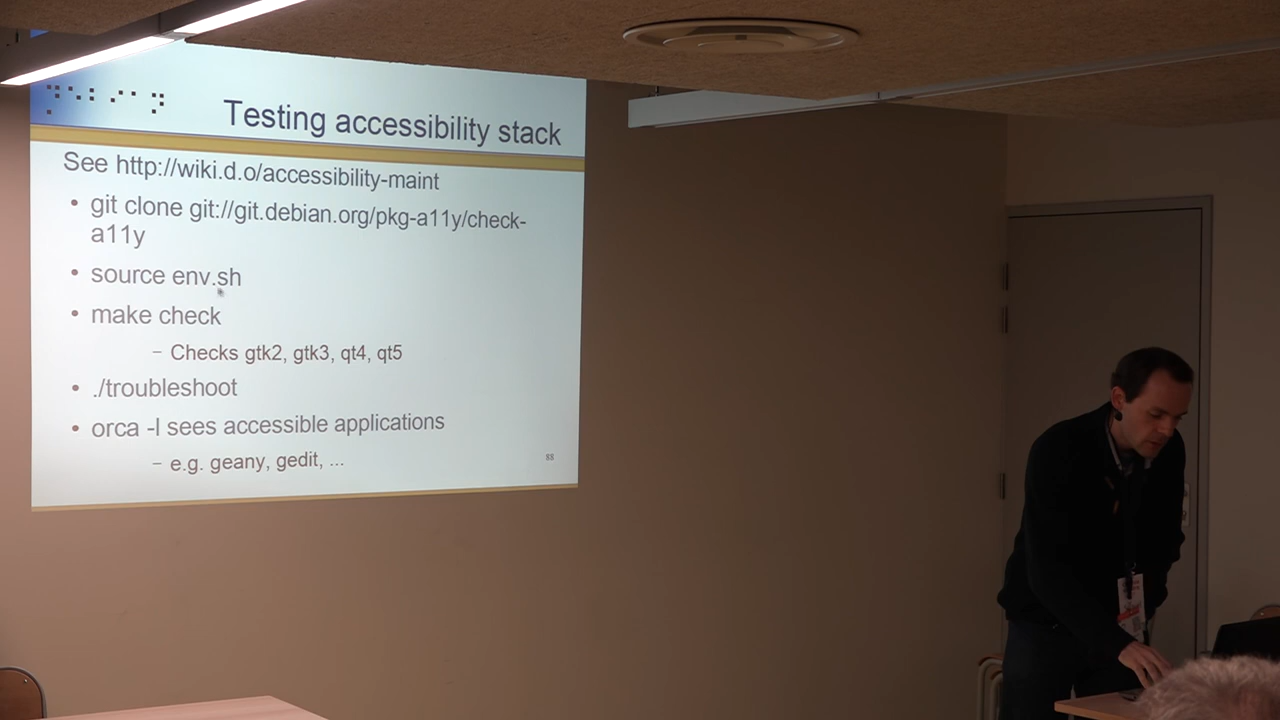 Testing accessibility stack
See http://wiki.d.o/accessibility-maint
• git clone git://git.debian.org/pkg-a11y/check-
a11y
• source env.sh
• make check
– Checks gtk2, gtk3, qt4, qt5
• ./troubleshoot
• orca -l sees accessible applications
– e.g. geany, gedit, ...
88